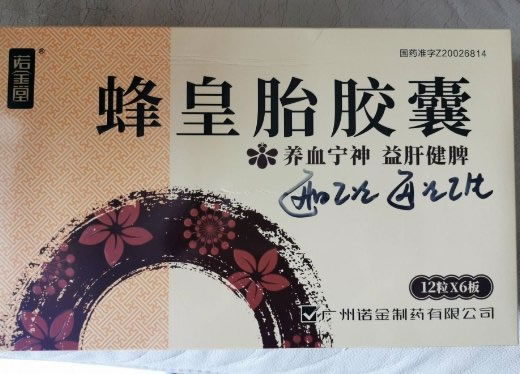 诺金堂®
国药准字Z20026814
蜂皇胎胶囊
养血宁神 益肝健脾
12粒X6板
广州诺金制药有限公司